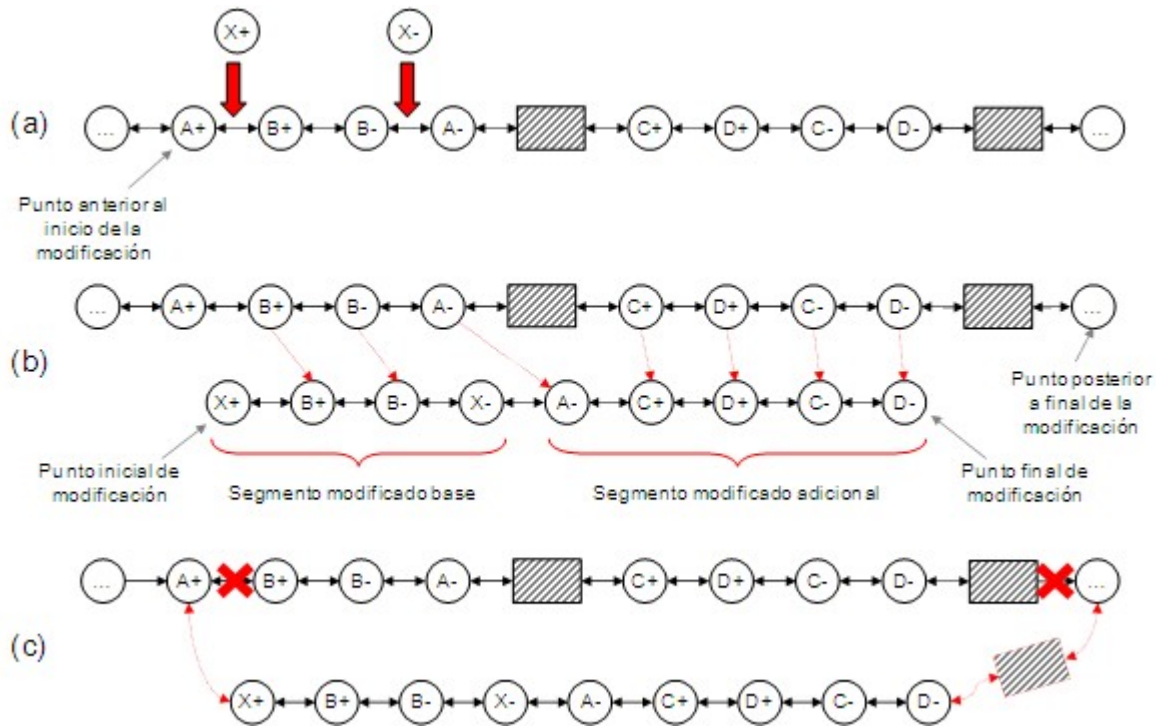 X+ X-
(a) ... A+ B+ B- A- C+ D+ C- D- ...
Punto anterior al
inicio de la
modificación
... A+ B+ B- A- C+ D+ C- D- ...
(b)
X+ B+ B- X- A- C+ D+ C- D-
Punto posterior
a final de la
modificación
Punto inicial de
modificación
Segmento modificado base
Segmento modificado adicional
Punto final de
modificación
... A+ B+ B- A- C+ D+ C- D- ...
(c)
X+ B+ B- X- A- C+ D+ C- D-